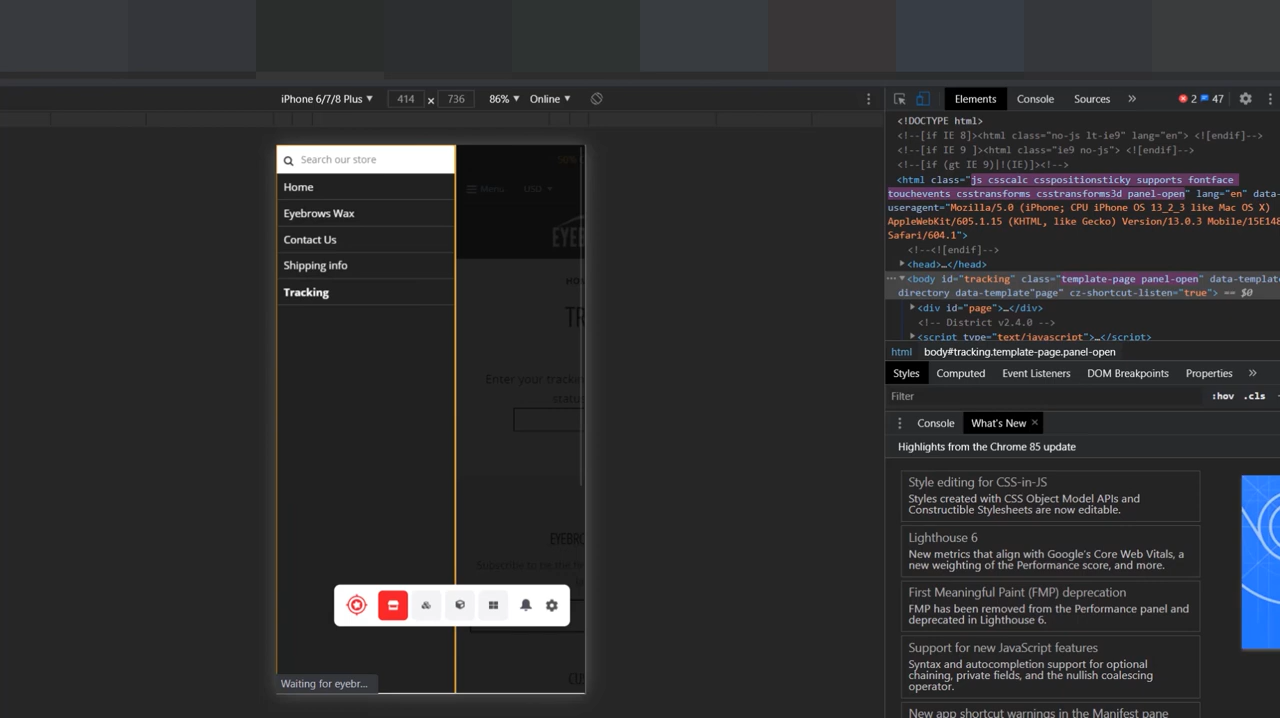 iPhone 6/7/8 Plus 414 × 736 86% Online
Elements Console Sources » 2 47
Search our store
Home
Eyebrows Wax
Contact Us
Shipping info
Tracking
50%
Menu USD
Enter your trackin
status
EYEBRO
Subscribe to be the fi
Waiting for eyebr...
<!DOCTYPE html>
<!--[if IE 8]><html class="no-js lt-ie9" lang="en"> <![endif]-->
<!--[if IE 9 ]><html class="ie9 no-js"> <![endif]-->
<!--[if (gt IE 9)|!(IE)]><!-->
<html class="js csscalc csspositionsticky supports fontface
touchevents csstransforms csstransforms3d panel-open" lang="en" data-
useragent="Mozilla/5.0 (iPhone; CPU iPhone OS 13_2_3 like Mac OS X)
AppleWebKit/605.1.15 (KHTML, like Gecko) Version/13.0.3 Mobile/15E148
Safari/604.1">
<!--<![endif]-->
<head>…</head>
<body id="tracking" class="template-page panel-open" data-template
directory data-template"page" cz-shortcut-listen="true"> == $0
<div id="page">…</div>
<!-- District v2.4.0 -->
<script type="text/javascript">…</script>
html body#tracking.template-page.panel-open
Styles Computed Event Listeners DOM Breakpoints Properties »
Filter :hov .cls
Console What's New ×
Highlights from the Chrome 85 update
Style editing for CSS-in-JS
Styles created with CSS Object Model APIs and
Constructible Stylesheets are now editable.
Lighthouse 6
New metrics that align with Google's Core Web Vitals, a
new weighting of the Performance score, and more.
First Meaningful Paint (FMP) deprecation
FMP has been removed from the Performance panel and
deprecated in Lighthouse 6.
Support for new JavaScript features
Syntax and autocompletion support for optional
chaining, private fields, and the nullish coalescing
operator.
New app shortcut warnings in the Manifest pane